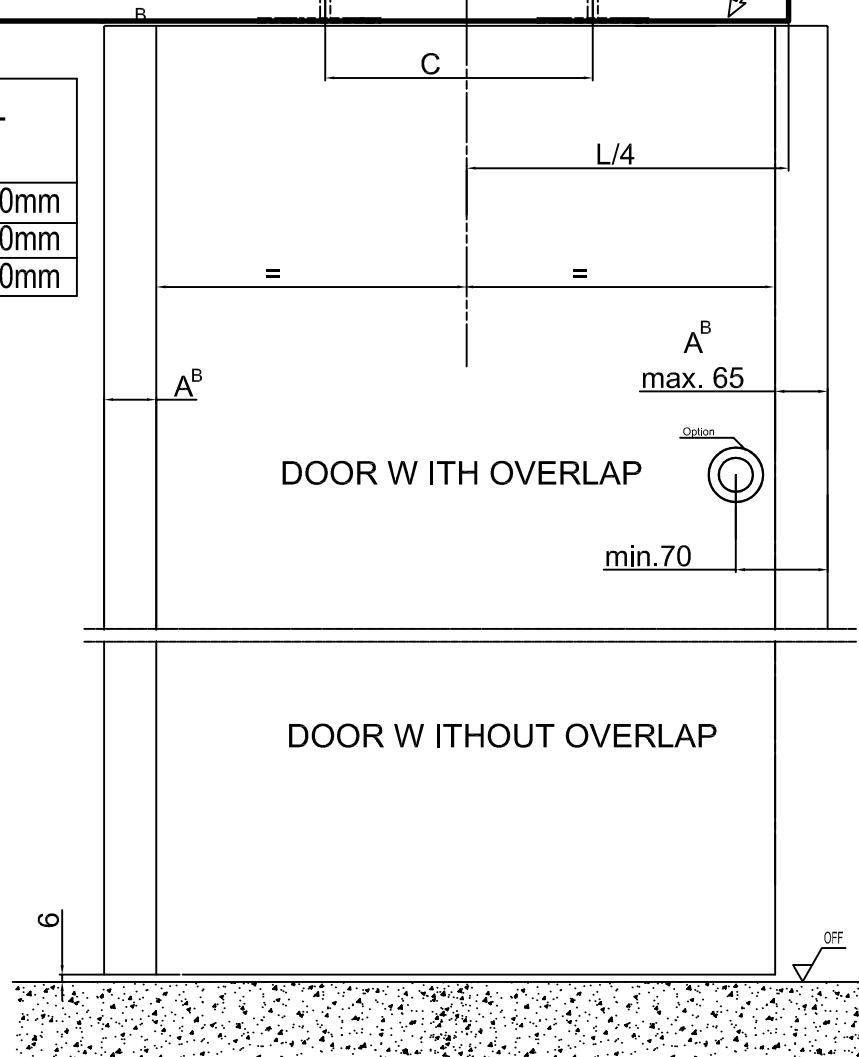 B
C
L/4
0mm
0mm
0mm
=
=
A^B
max. 65
A^B
Option
DOOR W ITH OVERLAP
min.70
DOOR W ITHOUT OVERLAP
6
OFF